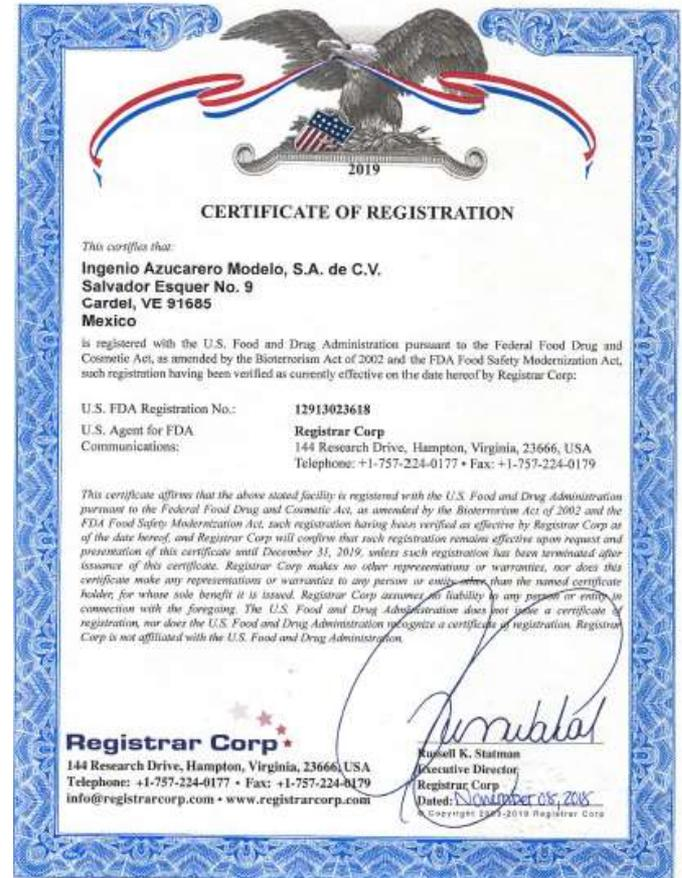 2019
CERTIFICATE OF REGISTRATION
This certifies that:
Ingenio Azucarero Modelo, S.A. de C.V.
Salvador Esquer No. 9
Cardel, VE 91685
Mexico
is registered with the U.S. Food and Drug Administration pursuant to the Federal Food Drug and
Cosmetic Act, as amended by the Bioterrorism Act of 2002 and the FDA Food Safety Modernization Act,
such registration having been verified as currently effective on the date hereof by Registrar Corp:
U.S. FDA Registration No.: 12913023618
U.S. Agent for FDA Registrar Corp
Communications: 144 Research Drive, Hampton, Virginia, 23666, USA
Telephone: +1-757-224-0177 • Fax: +1-757-224-0179
This certificate affirms that the above stated facility is registered with the U.S. Food and Drug Administration
pursuant to the Federal Food Drug and Cosmetic Act, as amended by the Bioterrorism Act of 2002 and the
FDA Food Safety Modernization Act, such registration having been verified as effective by Registrar Corp as
of the date hereof, and Registrar Corp will confirm that such registration remains effective upon request and
presentation of this certificate until December 31, 2019, unless such registration has been terminated after
issuance of this certificate. Registrar Corp makes no other representations or warranties, nor does this
certificate make any representations or warranties to any person or entity other than the named certificate
holder, for whose sole benefit it is issued. Registrar Corp assumes no liability to any person or entity in
connection with the foregoing. The U.S. Food and Drug Administration does not issue a certificate of
registration, nor does the U.S. Food and Drug Administration recognize a certificate of registration. Registrar
Corp is not affiliated with the U.S. Food and Drug Administration.
Registrar Corp
144 Research Drive, Hampton, Virginia, 23666, USA
Telephone: +1-757-224-0177 • Fax: +1-757-224-0179
info@registrarcorp.com • www.registrarcorp.com
Russell K. Statman
Executive Director
Registrar Corp
Dated: November 08, 2018
© Copyright 2003-2019 Registrar Corp